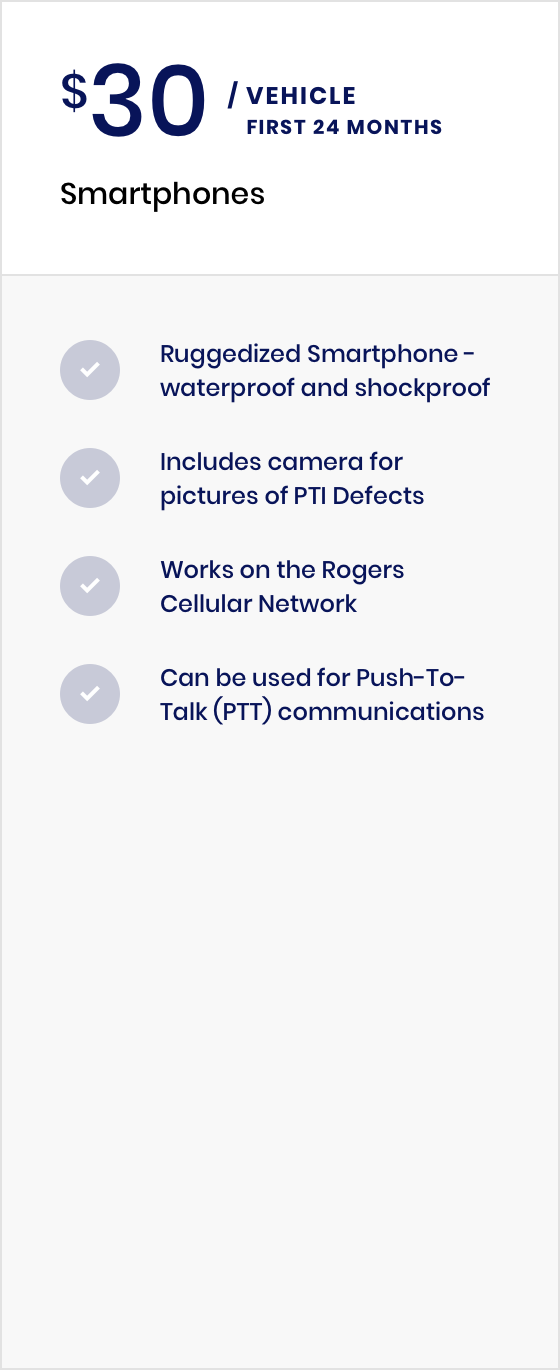 $30 / VEHICLE
FIRST 24 MONTHS
Smartphones
Ruggedized Smartphone -
waterproof and shockproof
Includes camera for
pictures of PTI Defects
Works on the Rogers
Cellular Network
Can be used for Push-To-
Talk (PTT) communications